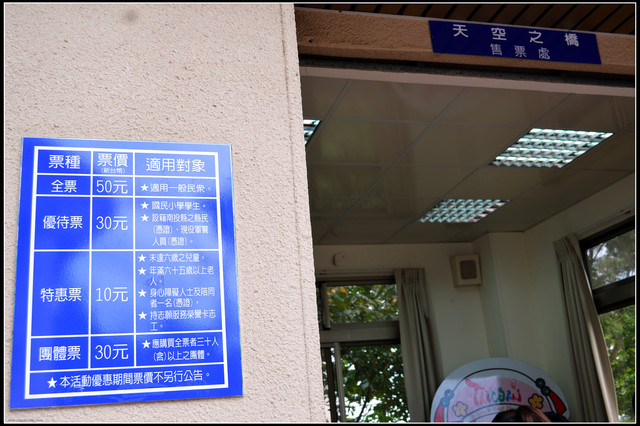 天空之橋
售票處
票種 票價 適用對象
(新台幣)
全票 50元 ★適用一般民衆。
優待票 30元 ★國民小學學生。
★設籍南投縣之縣民
(憑證)，現役軍警
人員(憑證)。
特惠票 10元 ★未達六歲之兒童。
★年滿六十五歲以上老
人。
★身心障礙人士及陪同
者一名(憑證)。
★持志願服務榮譽卡志
工。
團體票 30元 ★應購買全票者三十人
(含)以上之團體。
★本活動優惠期間票價不另行公告。